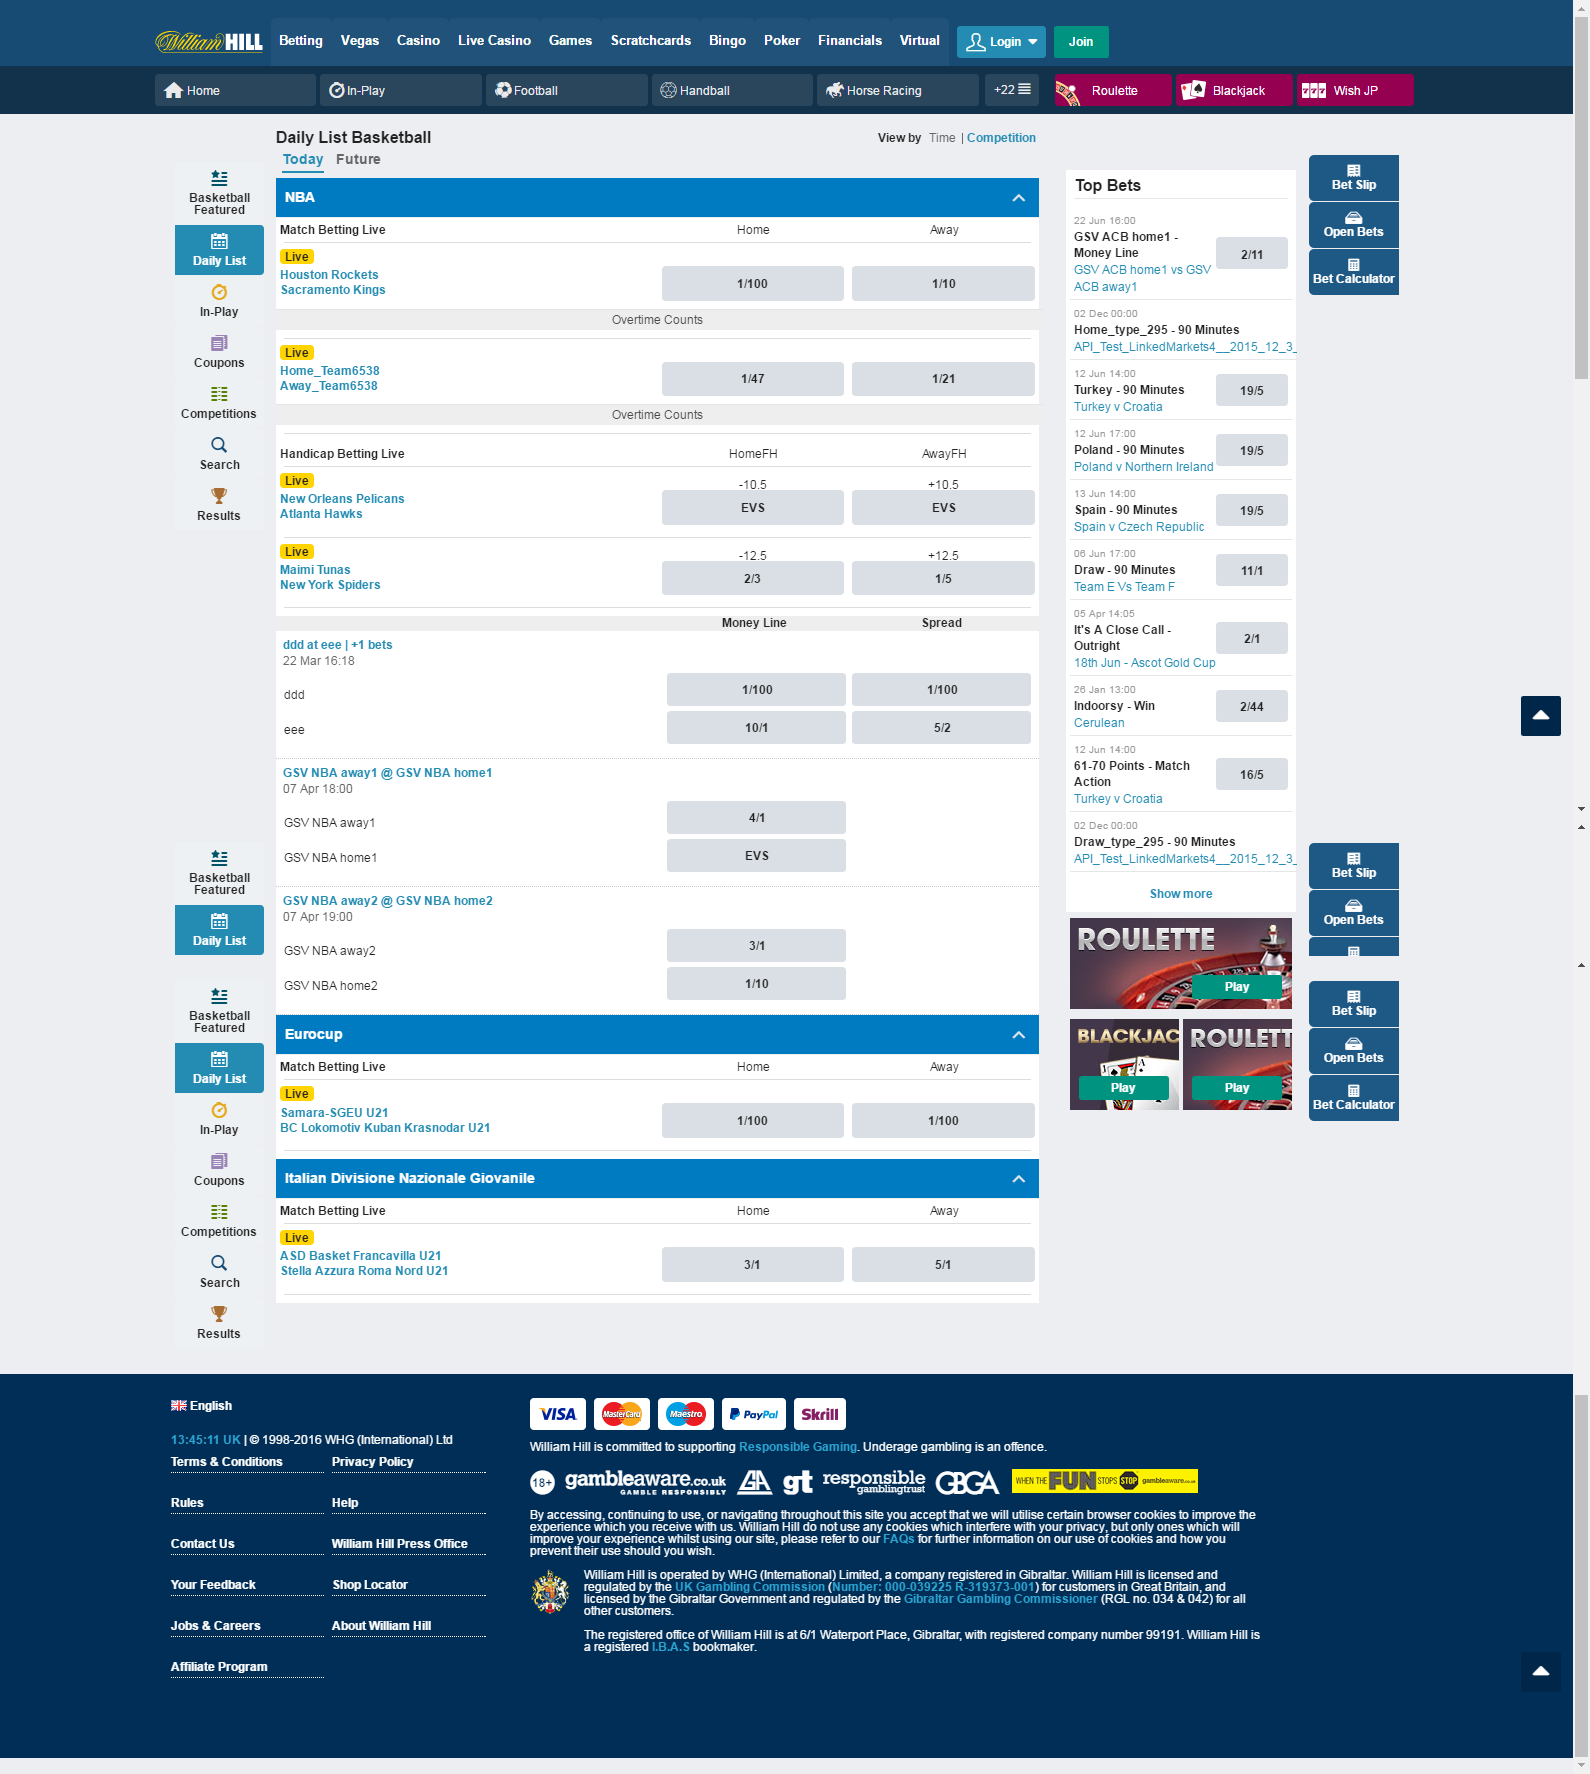 William HILL
Betting Vegas Casino Live Casino Games Scratchcards Bingo Poker Financials Virtual Login Join
Home In-Play Football Handball Horse Racing +22 Roulette Blackjack 777 Wish JP
Daily List Basketball
View by Time | Competition
Today Future
Basketball
Featured
Daily List
In-Play
Coupons
Competitions
Search
Results
NBA
Match Betting Live Home Away
Live
Houston Rockets
Sacramento Kings
1/100 1/10
Overtime Counts
Live
Home_Team6538
Away_Team6538
1/47 1/21
Overtime Counts
Handicap Betting Live HomeFH AwayFH
Live
New Orleans Pelicans
Atlanta Hawks
-10.5 +10.5
EVS EVS
Live
Maimi Tunas
New York Spiders
-12.5 +12.5
2/3 1/5
Money Line Spread
ddd at eee | +1 bets
22 Mar 16:18
ddd 1/100 1/100
eee 10/1 5/2
GSV NBA away1 @ GSV NBA home1
07 Apr 18:00
GSV NBA away1 4/1
GSV NBA home1 EVS
GSV NBA away2 @ GSV NBA home2
07 Apr 19:00
GSV NBA away2 3/1
GSV NBA home2 1/10
Eurocup
Match Betting Live Home Away
Live
Samara-SGEU U21
BC Lokomotiv Kuban Krasnodar U21
1/100 1/100
Italian Divisione Nazionale Giovanile
Match Betting Live Home Away
Live
ASD Basket Francavilla U21
Stella Azzura Roma Nord U21
3/1 5/1
Top Bets
22 Jun 16:00
GSV ACB home1 -
Money Line
GSV ACB home1 vs GSV
ACB away1
2/11
02 Dec 00:00
Home_type_295 - 90 Minutes
API_Test_LinkedMarkets4__2015_12_3_
12 Jun 14:00
Turkey - 90 Minutes
Turkey v Croatia
19/5
12 Jun 17:00
Poland - 90 Minutes
Poland v Northern Ireland
19/5
13 Jun 14:00
Spain - 90 Minutes
Spain v Czech Republic
19/5
06 Jun 17:00
Draw - 90 Minutes
Team E Vs Team F
11/1
05 Apr 14:05
It's A Close Call -
Outright
18th Jun - Ascot Gold Cup
2/1
26 Jan 13:00
Indoorsy - Win
Cerulean
2/44
12 Jun 14:00
61-70 Points - Match
Action
Turkey v Croatia
16/5
02 Dec 00:00
Draw_type_295 - 90 Minutes
API_Test_LinkedMarkets4__2015_12_3_
Show more
ROULETTE
Play
BLACKJAC
Play
ROULETT
Play
Bet Slip
Open Bets
Bet Calculator
Basketball
Featured
Daily List
Bet Slip
Open Bets
Basketball
Featured
Daily List
In-Play
Coupons
Competitions
Search
Results
Bet Slip
Open Bets
Bet Calculator
English
13:45:11 UK | © 1998-2016 WHG (International) Ltd
Terms & Conditions Privacy Policy
Rules Help
Contact Us William Hill Press Office
Your Feedback Shop Locator
Jobs & Careers About William Hill
Affiliate Program
VISA MasterCard Maestro PayPal Skrill
William Hill is committed to supporting Responsible Gaming. Underage gambling is an offence.
18+ gambleaware.co.uk GAMBLE RESPONSIBLY GA gt responsible gamblingtrust GBGA WHEN THE FUN STOPS STOP gambleaware.co.uk
By accessing, continuing to use, or navigating throughout this site you accept that we will utilise certain browser cookies to improve the
experience which you receive with us. William Hill do not use any cookies which interfere with your privacy, but only ones which will
improve your experience whilst using our site, please refer to our FAQs for further information on our use of cookies and how you
prevent their use should you wish.
William Hill is operated by WHG (International) Limited, a company registered in Gibraltar. William Hill is licensed and
regulated by the UK Gambling Commission (Number: 000-039225 R-319373-001) for customers in Great Britain, and
licensed by the Gibraltar Government and regulated by the Gibraltar Gambling Commissioner (RGL no. 034 & 042) for all
other customers.
The registered office of William Hill is at 6/1 Waterport Place, Gibraltar, with registered company number 99191. William Hill is
a registered I.B.A.S bookmaker.